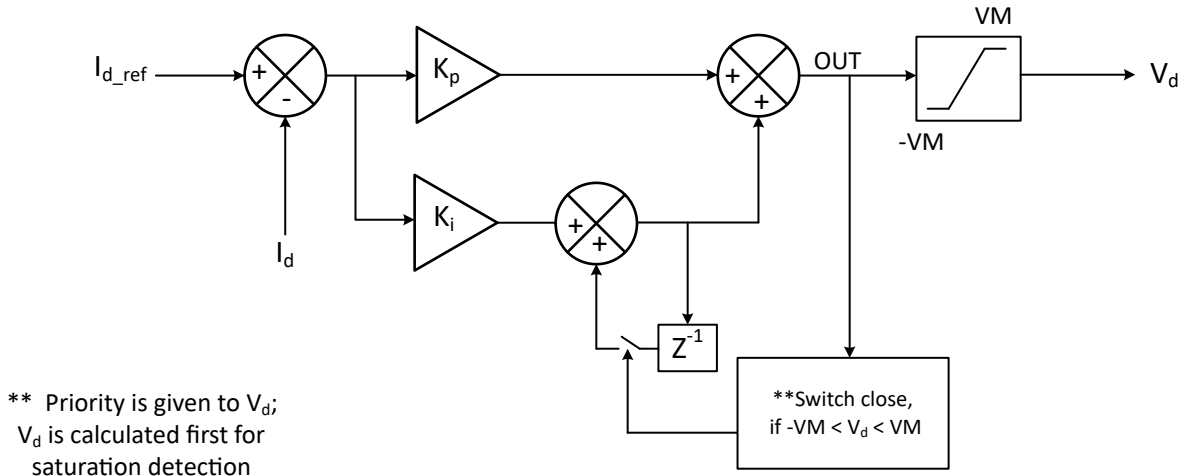 VM
I_d_ref
+
-
K_p
+
+
OUT
V_d
-VM
I_d
K_i
+
+
Z^-1
**Switch close,
if -VM < V_d < VM
** Priority is given to V_d;
V_d is calculated first for
saturation detection